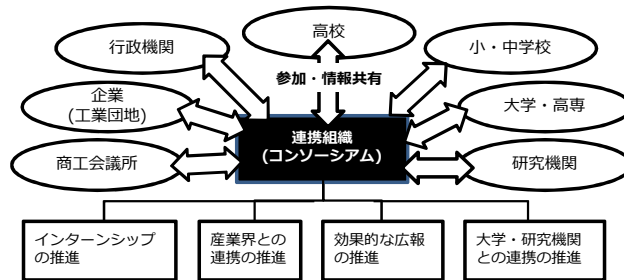 高校
行政機関
小・中学校
参加・情報共有
企業
(工業団地)
大学・高専
連携組織
(コンソーシアム)
商工会議所
研究機関
インターンシップ
の推進
産業界との
連携の推進
効果的な広報
の推進
大学・研究機関
との連携の推進